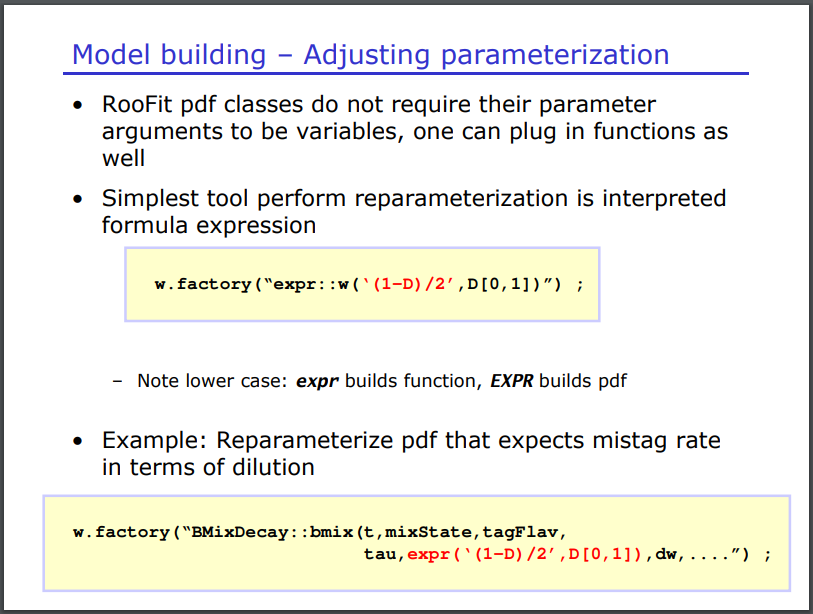 Model building – Adjusting parameterization
• RooFit pdf classes do not require their parameter
arguments to be variables, one can plug in functions as
well
• Simplest tool perform reparameterization is interpreted
formula expression
w.factory(“expr::w(‘(1-D)/2’,D[0,1])”) ;
– Note lower case: expr builds function, EXPR builds pdf
• Example: Reparameterize pdf that expects mistag rate
in terms of dilution
w.factory(“BMixDecay::bmix(t,mixState,tagFlav,
tau,expr(‘(1-D)/2’,D[0,1]),dw,....”) ;